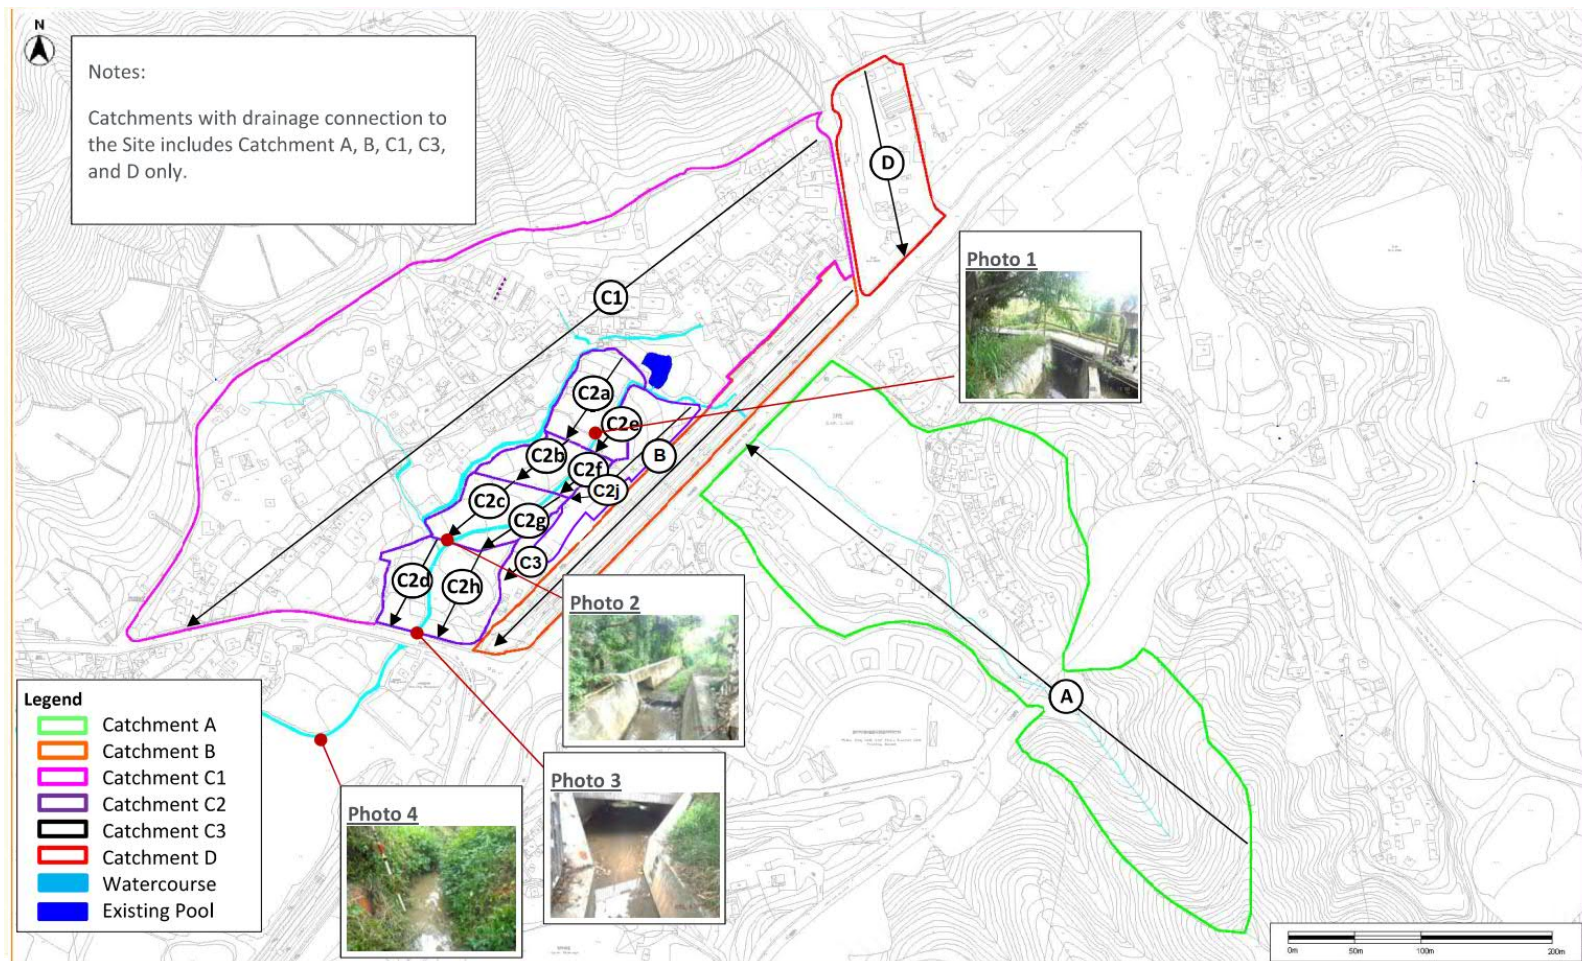 N
Notes:
Catchments with drainage connection to
the Site includes Catchment A, B, C1, C3,
and D only.
D
Photo 1
C1
C2a
C2e
C2b
B
C2f
C2j
C2c
C2g
C3
C2d
C2h
Photo 2
A
Photo 3
Photo 4
Legend
Catchment A
Catchment B
Catchment C1
Catchment C2
Catchment C3
Catchment D
Watercourse
Existing Pool
0m 50m 100m 200m